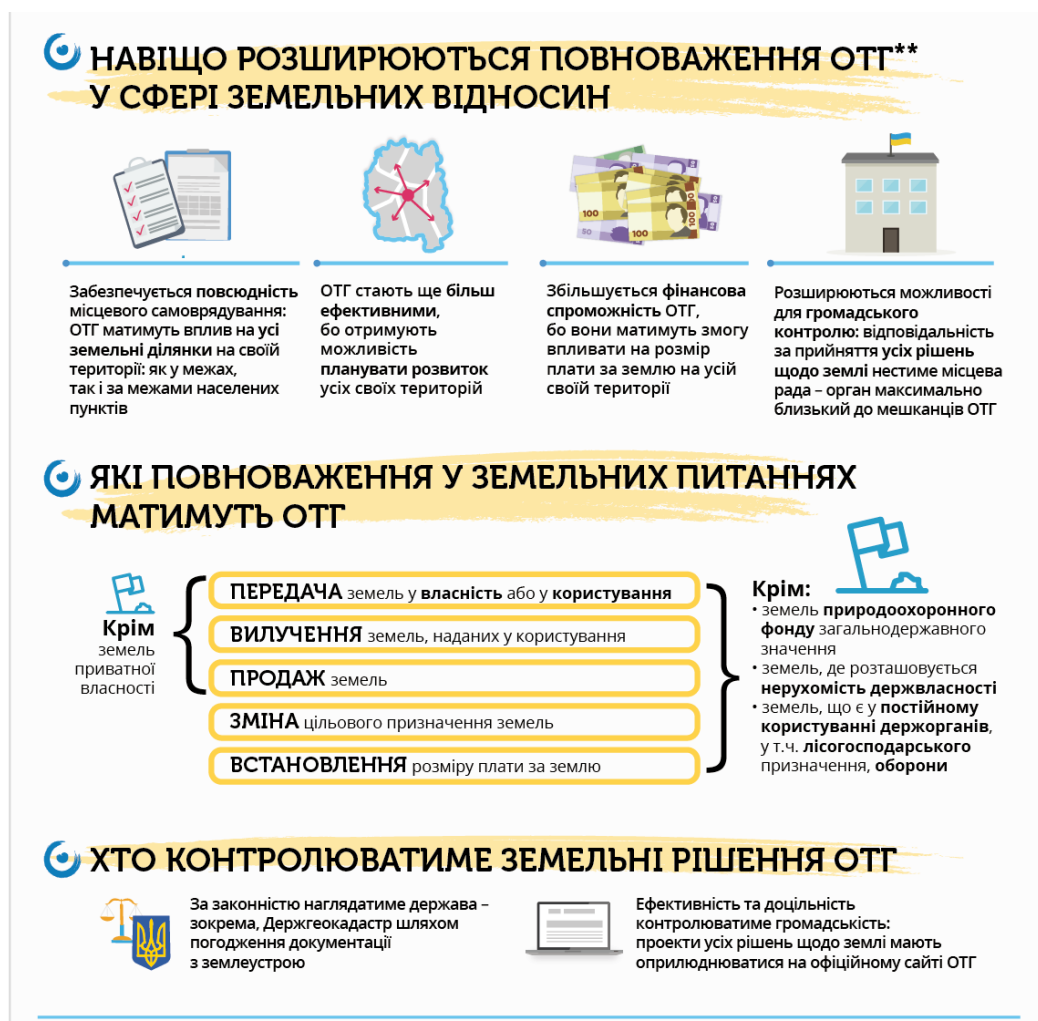 НАВІЩО РОЗШИРЮЮТЬСЯ ПОВНОВАЖЕННЯ ОТГ**
У СФЕРІ ЗЕМЕЛЬНИХ ВІДНОСИН
100
50
100
Забезпечується повсюдність
місцевого самоврядування:
ОТГ матимуть вплив на усі
земельні ділянки на своїй
території: як у межах,
так і за межами населених
пунктів
ОТГ стають ще більш
ефективними,
бо отримують
можливість
планувати розвиток
усіх своїх територій
Збільшується фінансова
спроможність ОТГ,
бо вони матимуть змогу
впливати на розмір
плати за землю на усій
своїй території
Розширюються можливості
для громадського
контролю: відповідальність
за прийняття усіх рішень
щодо землі нестиме місцева
рада – орган максимально
близький до мешканців ОТГ
ЯКІ ПОВНОВАЖЕННЯ У ЗЕМЕЛЬНИХ ПИТАННЯХ
МАТИМУТЬ ОТГ
Крім
земель
приватної
власності
ПЕРЕДАЧА земель у власність або у користування
ВИЛУЧЕННЯ земель, наданих у користування
ПРОДАЖ земель
ЗМІНА цільового призначення земель
ВСТАНОВЛЕННЯ розміру плати за землю
Крім:
• земель природоохоронного
фонду загальнодержавного
значення
• земель, де розташовується
нерухомість держвласності
• земель, що є у постійному
користуванні держорганів,
у т.ч. лісогосподарського
призначення, оборони
ХТО КОНТРОЛЮВАТИМЕ ЗЕМЕЛЬНІ РІШЕННЯ ОТГ
За законністю наглядатиме держава –
зокрема, Держгеокадастр шляхом
погодження документації
з землеустрою
Ефективність та доцільність
контролюватиме громадськість:
проекти усіх рішень щодо землі мають
оприлюднюватися на офіційному сайті ОТГ